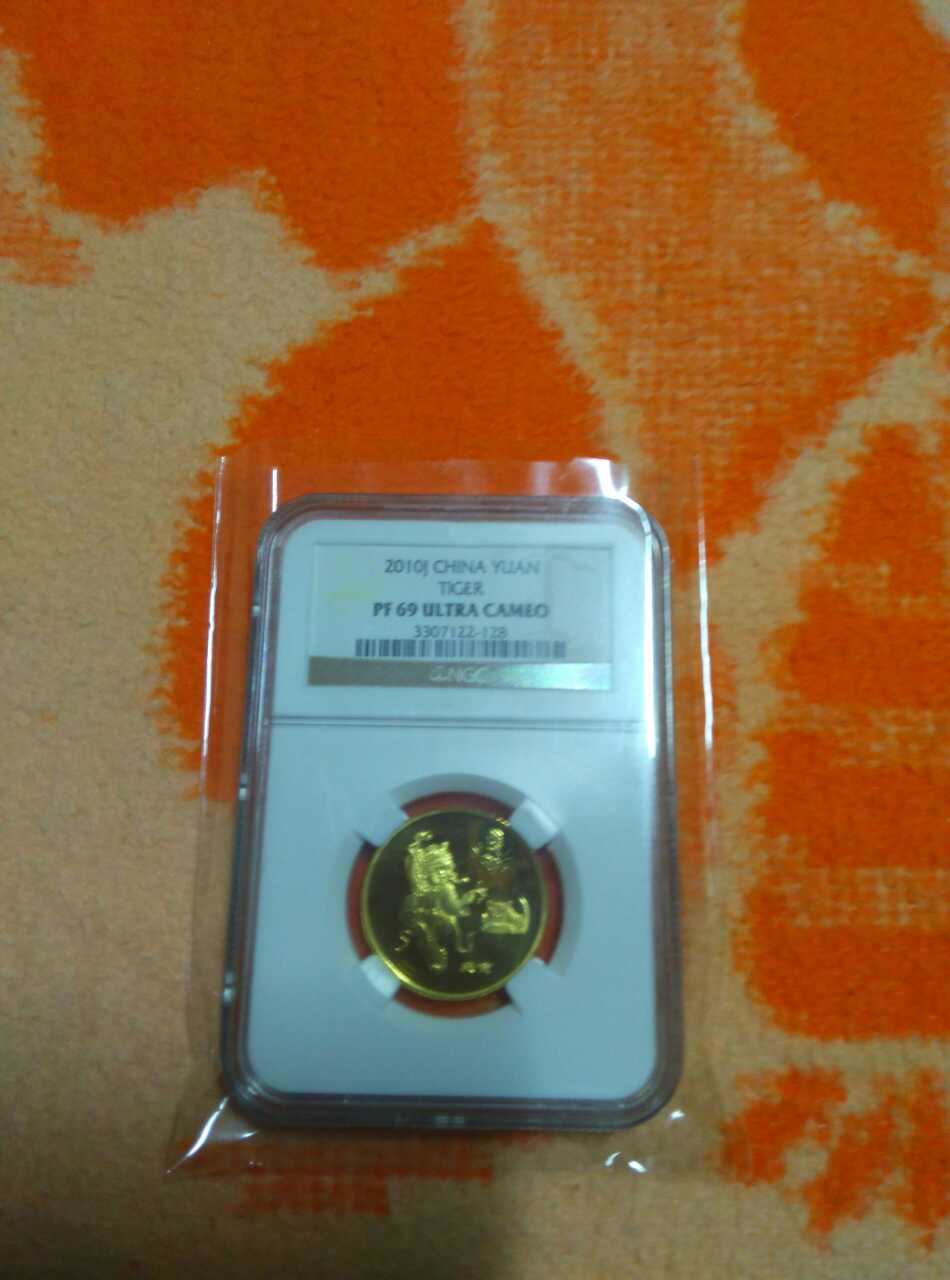 2010J CHINA YUAN
TIGER
PF 69 ULTRA CAMEO
3307122-128
NGC